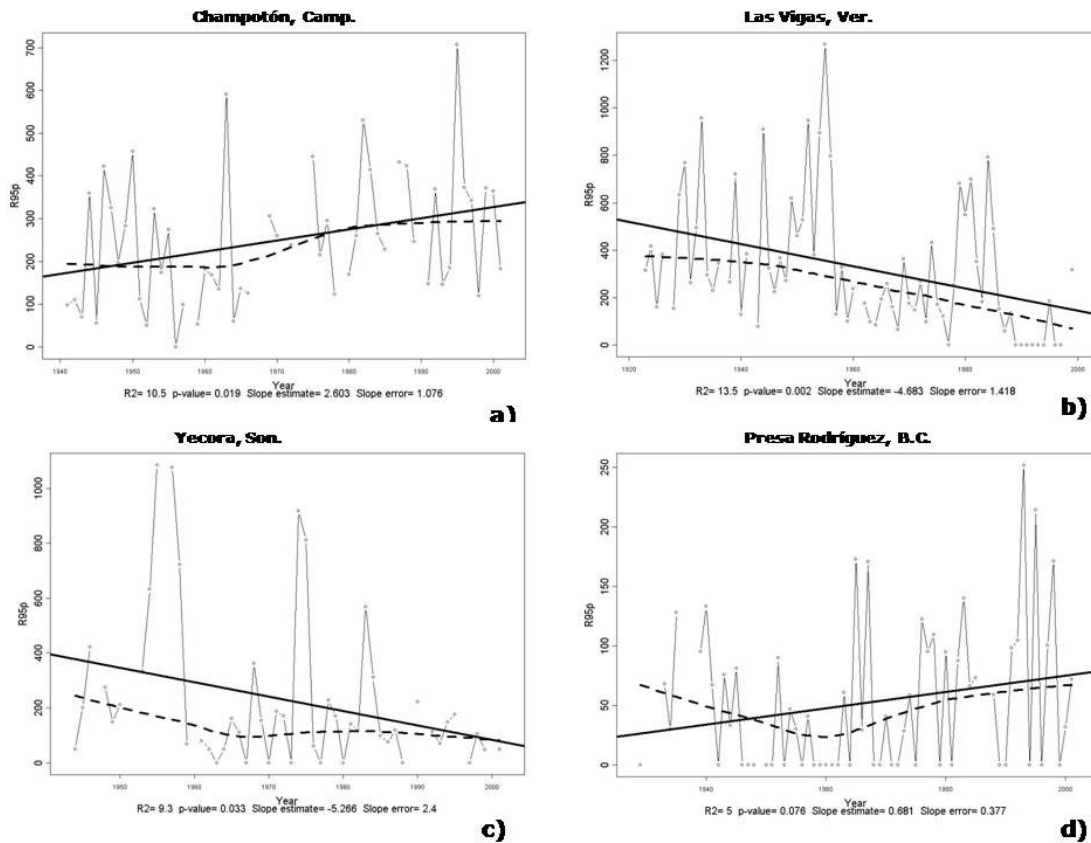 Champotón, Camp.
R95p
0 100 200 300 400 500 600 700
1940 1950 1960 1970 1980 1990 2000
Year
R2= 10.5 p-value= 0.019 Slope estimate= 2.603 Slope error= 1.076
a)
Las Vigas, Ver.
R95p
0 200 400 600 800 1000 1200
1920 1940 1960 1980 2000
Year
R2= 13.5 p-value= 0.002 Slope estimate= -4.683 Slope error= 1.418
b)
Yecora, Son.
R95p
0 200 400 600 800 1000
1950 1960 1970 1980 1990 2000
Year
R2= 9.3 p-value= 0.033 Slope estimate= -5.266 Slope error= 2.4
c)
Presa Rodríguez, B.C.
R95p
0 50 100 150 200 250
1940 1960 1980 2000
Year
R2= 5 p-value= 0.076 Slope estimate= 0.681 Slope error= 0.377
d)